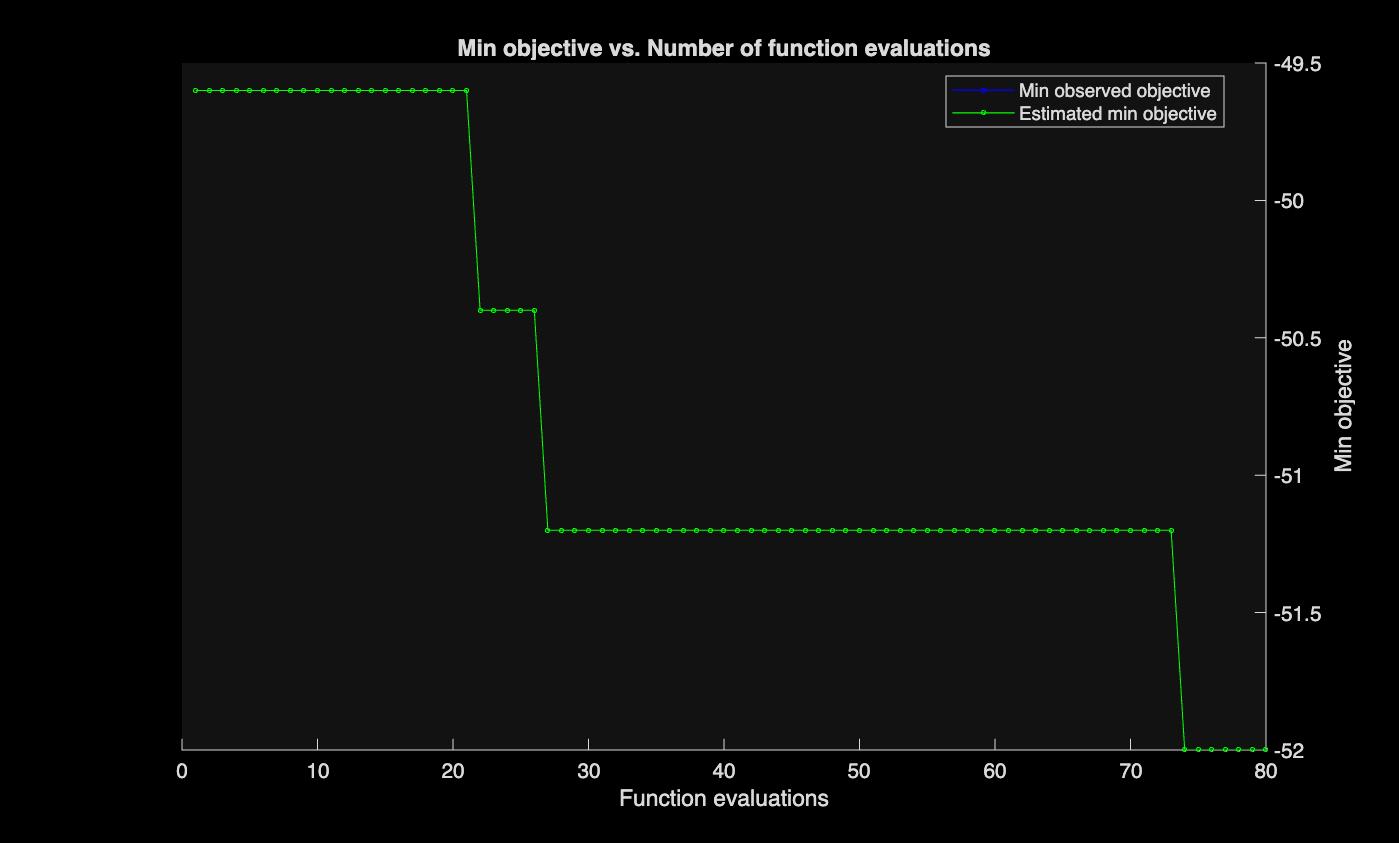 Min objective vs. Number of function evaluations
Min observed objective
Estimated min objective
-49.5
-50
-50.5
-51
-51.5
-52
Min objective
0 10 20 30 40 50 60 70 80
Function evaluations